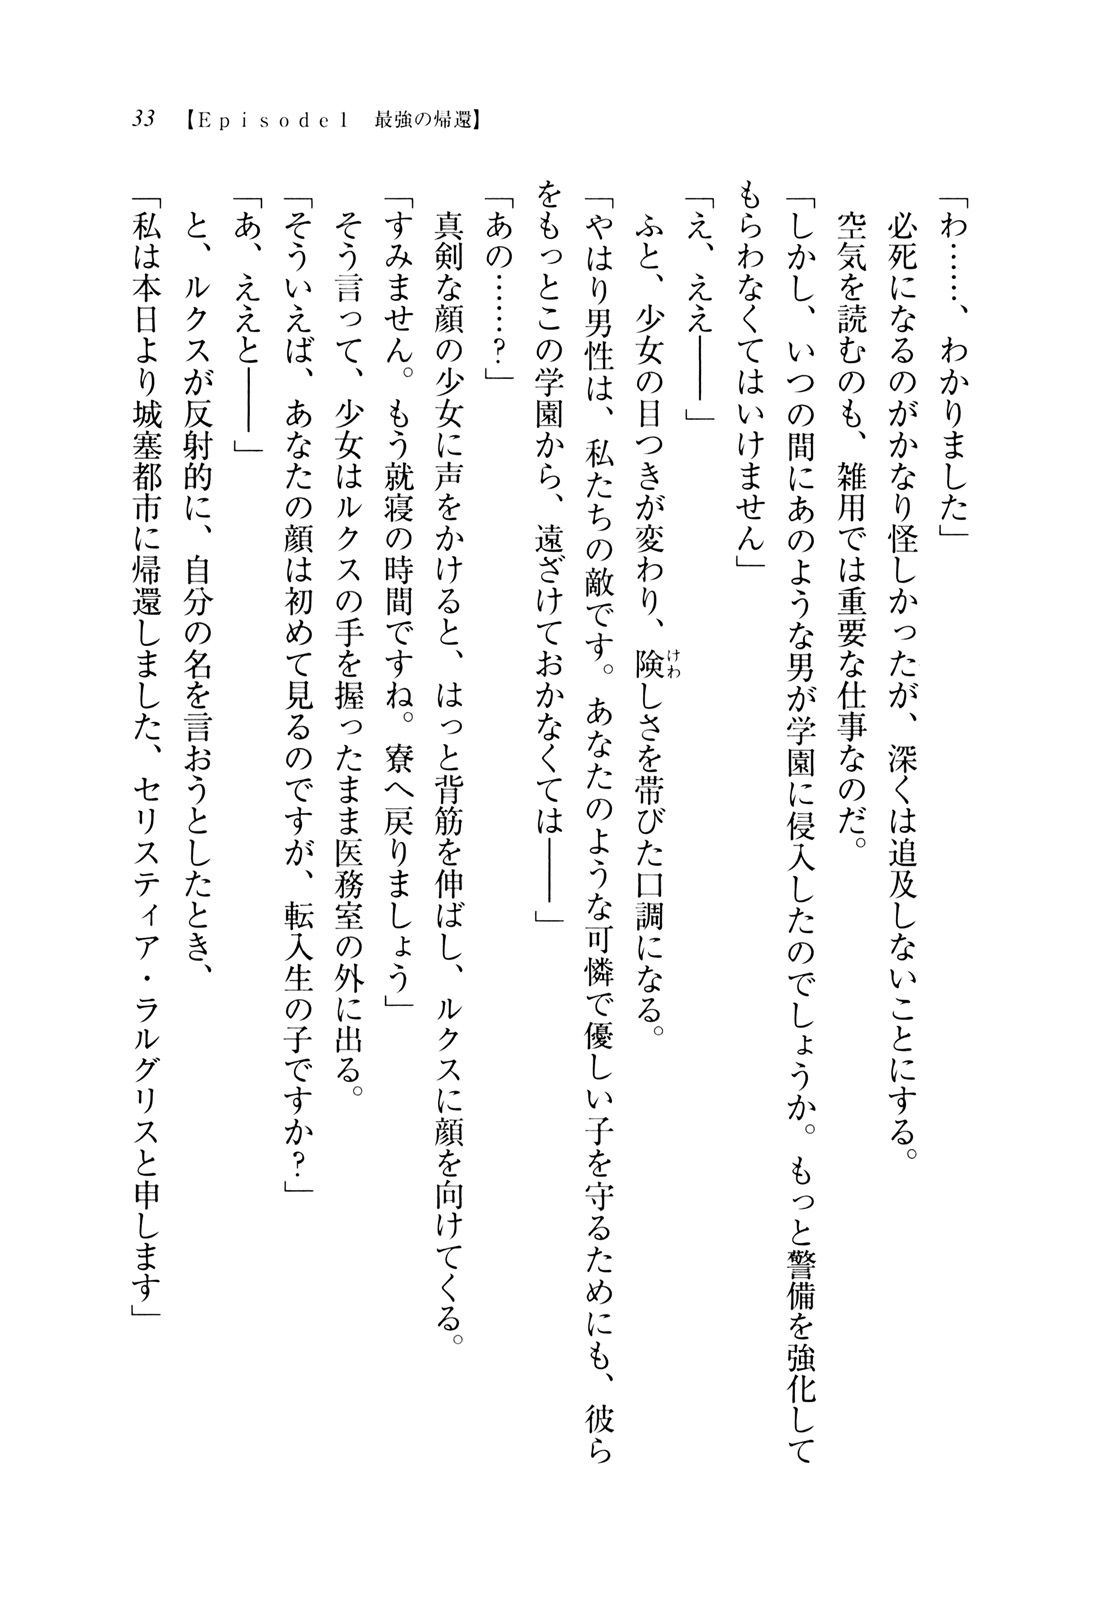 33 【Episode1　最強の帰還】
「わ……、わかりました」
　必死になるのがかなり怪しかったが、深くは追及しないことにする。
　空気を読むのも、雑用では重要な仕事なのだ。
「しかし、いつの間にあのような男が学園に侵入したのでしょうか。もっと警備を強化して
もらわなくてはいけません」
「え、ええ――」
　ふと、少女の目つきが変わり、険しさを帯びた口調になる。
けわ
「やはり男性は、私たちの敵です。あなたのような可憐で優しい子を守るためにも、彼ら
をもっとこの学園から、遠ざけておかなくては――」
「あの……？」
　真剣な顔の少女に声をかけると、はっと背筋を伸ばし、ルクスに顔を向けてくる。
「すみません。もう就寝の時間ですね。寮へ戻りましょう」
　そう言って、少女はルクスの手を握ったまま医務室の外に出る。
「そういえば、あなたの顔は初めて見るのですが、転入生の子ですか？」
「あ、ええと――」
　と、ルクスが反射的に、自分の名を言おうとしたとき、
「私は本日より城塞都市に帰還しました、セリスティア・ラルグリスと申します」